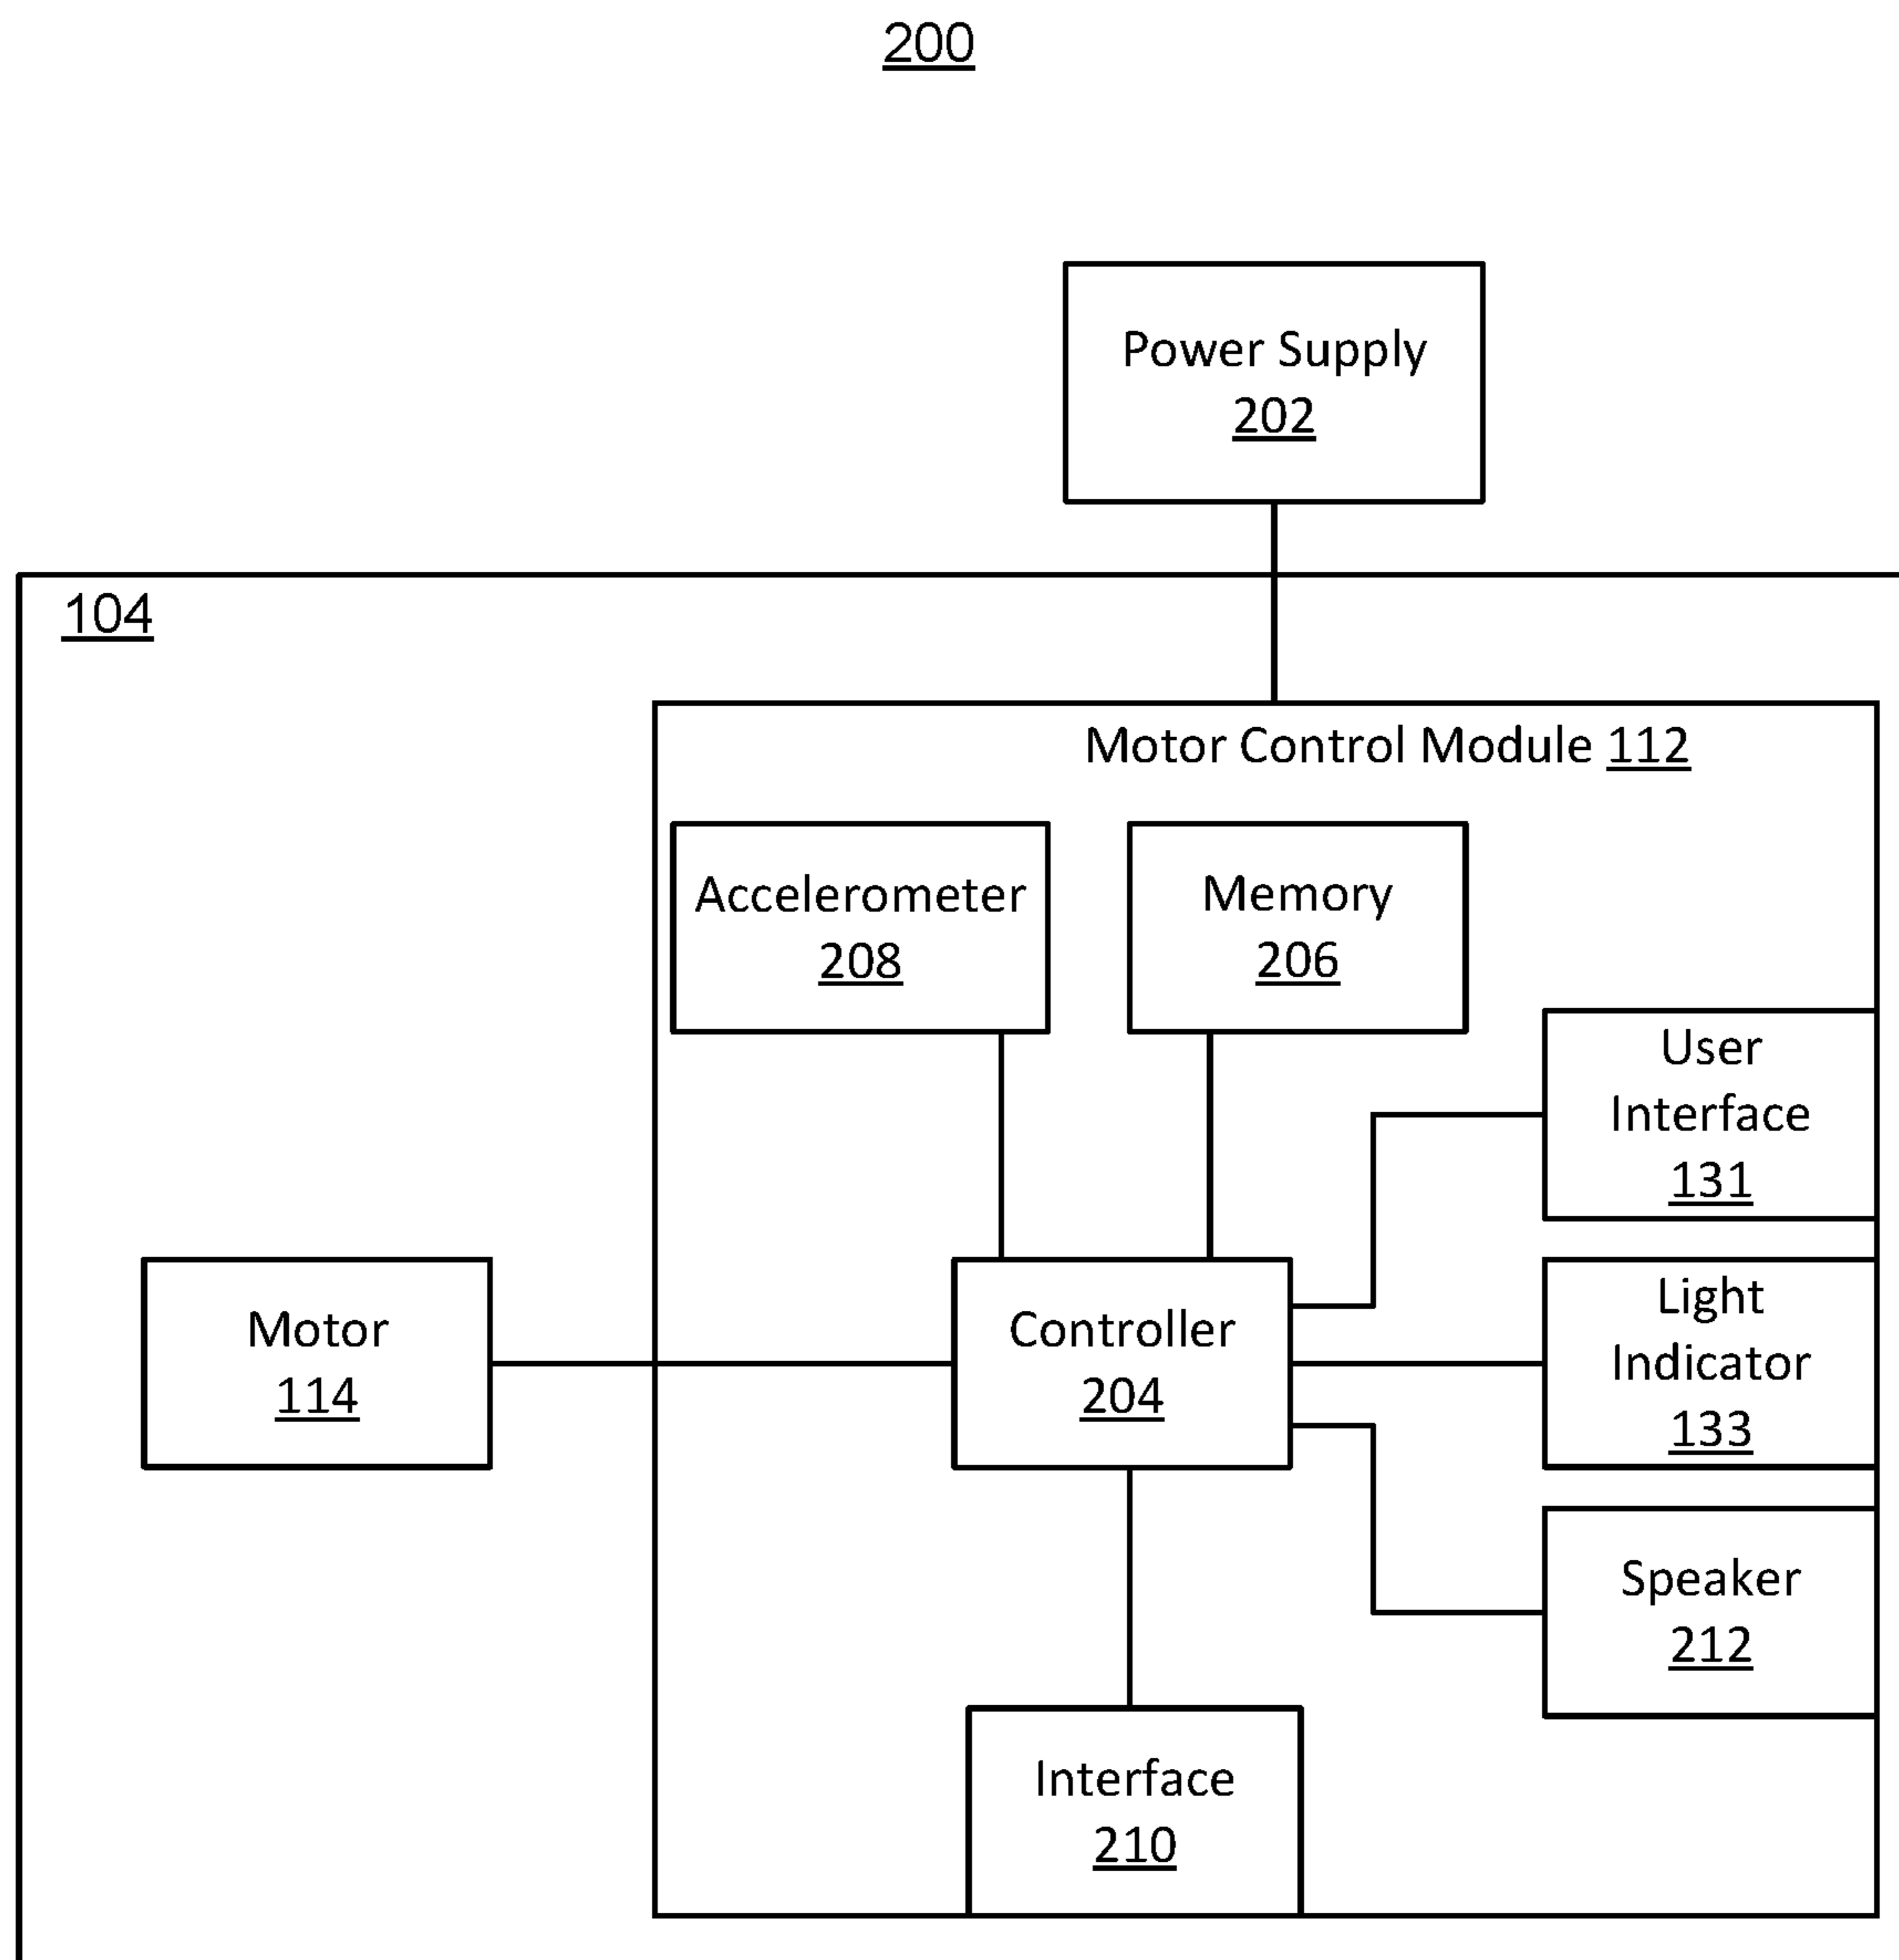 200
Power Supply
202
104
Motor Control Module 112
Accelerometer
208
Memory
206
User
Interface
131
Motor
114
Controller
204
Light
Indicator
133
Speaker
212
Interface
210